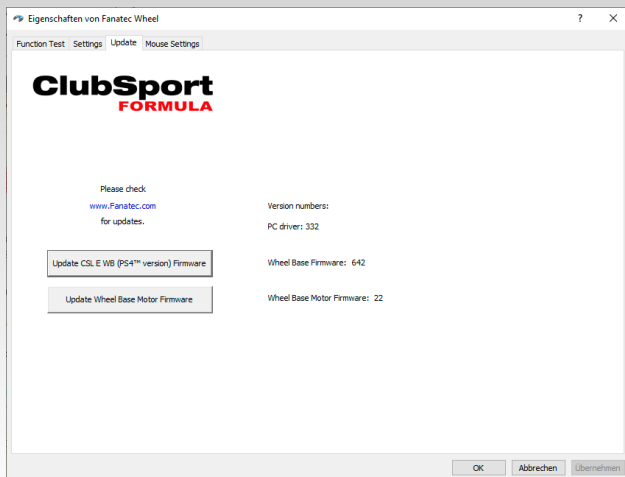 Eigenschaften von Fanatec Wheel
?
Function Test Settings Update Mouse Settings
ClubSport
FORMULA
Please check
www.Fanatec.com
for updates.
Version numbers:
PC driver: 332
Update CSL E WB (PS4™ version) Firmware
Wheel Base Firmware: 642
Update Wheel Base Motor Firmware
Wheel Base Motor Firmware: 22
OK Abbrechen Übernehmen